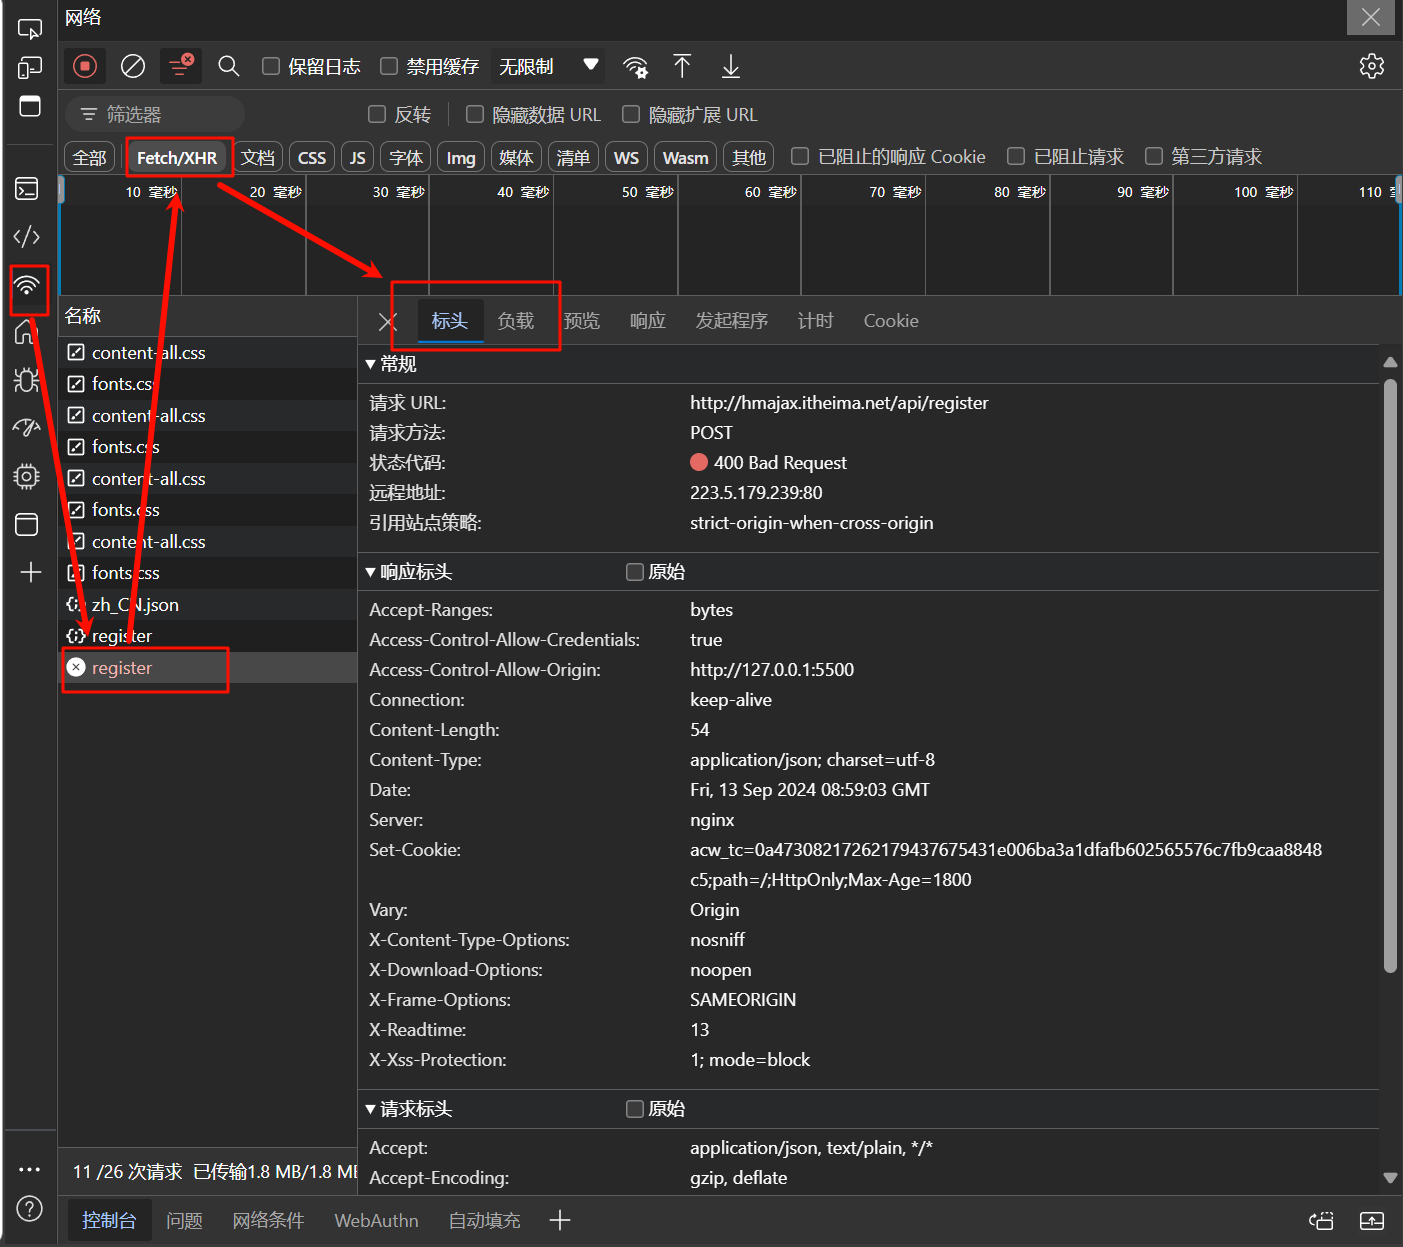 网络
保留日志 禁用缓存 无限制
筛选器 反转 隐藏数据 URL 隐藏扩展 URL
全部 Fetch/XHR 文档 CSS JS 字体 Img 媒体 清单 WS Wasm 其他 已阻止的响应 Cookie 已阻止请求 第三方请求
10 毫秒 20 毫秒 30 毫秒 40 毫秒 50 毫秒 60 毫秒 70 毫秒 80 毫秒 90 毫秒 100 毫秒 110
名称
content-all.css
fonts.css
content-all.css
fonts.css
content-all.css
fonts.css
content-all.css
fonts.css
zh_CN.json
register
register
11 /26 次请求 已传输1.8 MB/1.8 MB
标头 负载 预览 响应 发起程序 计时 Cookie
常规
请求 URL: http://hmajax.itheima.net/api/register
请求方法: POST
状态代码: 400 Bad Request
远程地址: 223.5.179.239:80
引用站点策略: strict-origin-when-cross-origin
响应标头 原始
Accept-Ranges: bytes
Access-Control-Allow-Credentials: true
Access-Control-Allow-Origin: http://127.0.0.1:5500
Connection: keep-alive
Content-Length: 54
Content-Type: application/json; charset=utf-8
Date: Fri, 13 Sep 2024 08:59:03 GMT
Server: nginx
Set-Cookie: acw_tc=0a47308217262179437675431e006ba3a1dfafb602565576c7fb9caa8848
c5;path=/;HttpOnly;Max-Age=1800
Vary: Origin
X-Content-Type-Options: nosniff
X-Download-Options: noopen
X-Frame-Options: SAMEORIGIN
X-Readtime: 13
X-Xss-Protection: 1; mode=block
请求标头 原始
Accept: application/json, text/plain, */*
Accept-Encoding: gzip, deflate
控制台 问题 网络条件 WebAuthn 自动填充